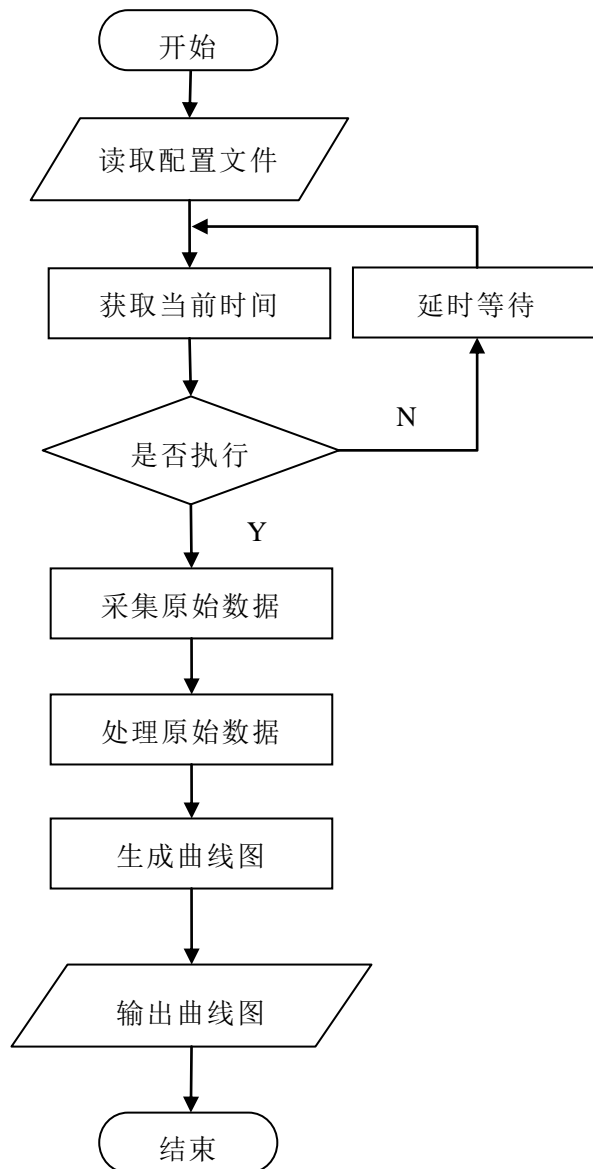 开始
读取配置文件
获取当前时间
延时等待
是否执行
N
Y
采集原始数据
处理原始数据
生成曲线图
输出曲线图
结束